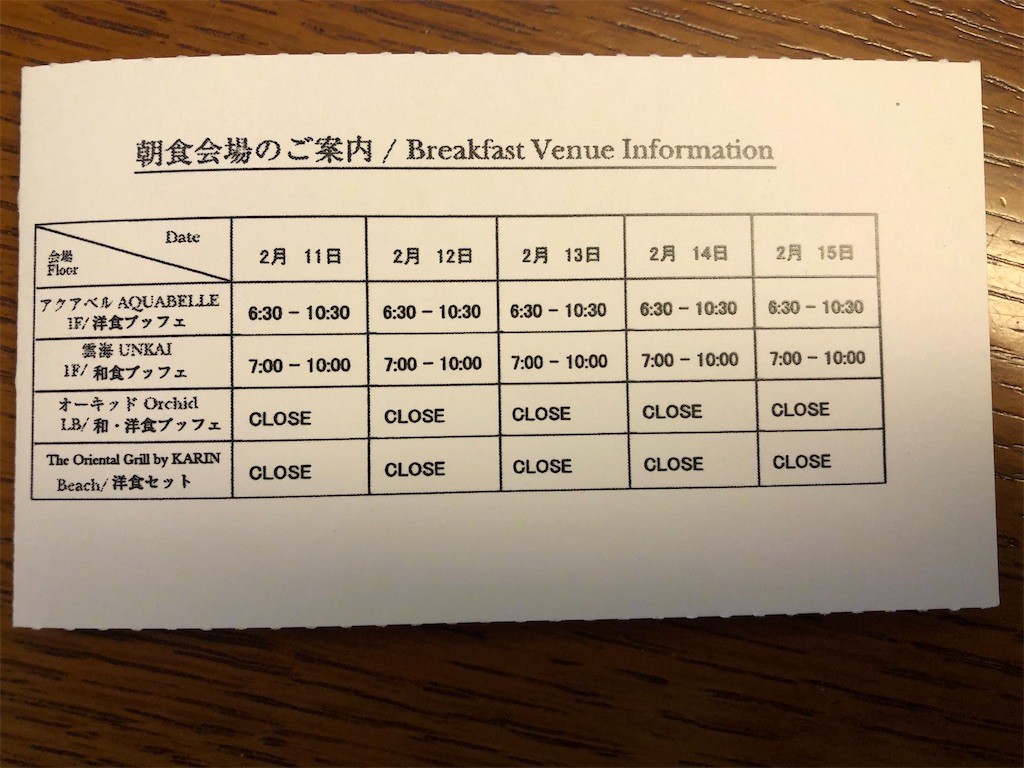 朝食会場のご案内 / Breakfast Venue Information
Date
会場
Floor
2月 11日 2月 12日 2月 13日 2月 14日 2月 15日
アクアベル AQUABELLE
1F/ 洋食ブッフェ
6:30 - 10:30 6:30 - 10:30 6:30 - 10:30 6:30 - 10:30 6:30 - 10:30
雲海 UNKAI
1F/ 和食ブッフェ
7:00 - 10:00 7:00 - 10:00 7:00 - 10:00 7:00 - 10:00 7:00 - 10:00
オーキッド Orchid
LB/ 和・洋食ブッフェ
CLOSE CLOSE CLOSE CLOSE CLOSE
The Oriental Grill by KARIN
Beach/ 洋食セット
CLOSE CLOSE CLOSE CLOSE CLOSE